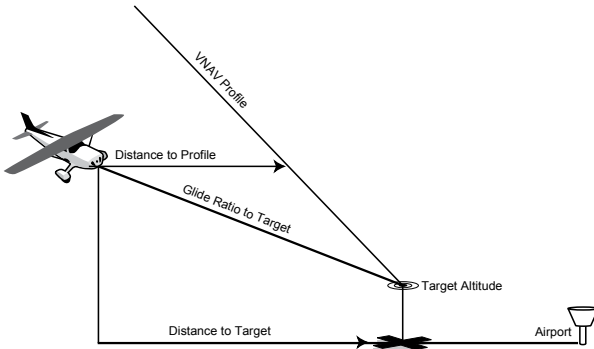 VNAV Profile
Distance to Profile
Glide Ratio to Target
Target Altitude
Distance to Target
Airport